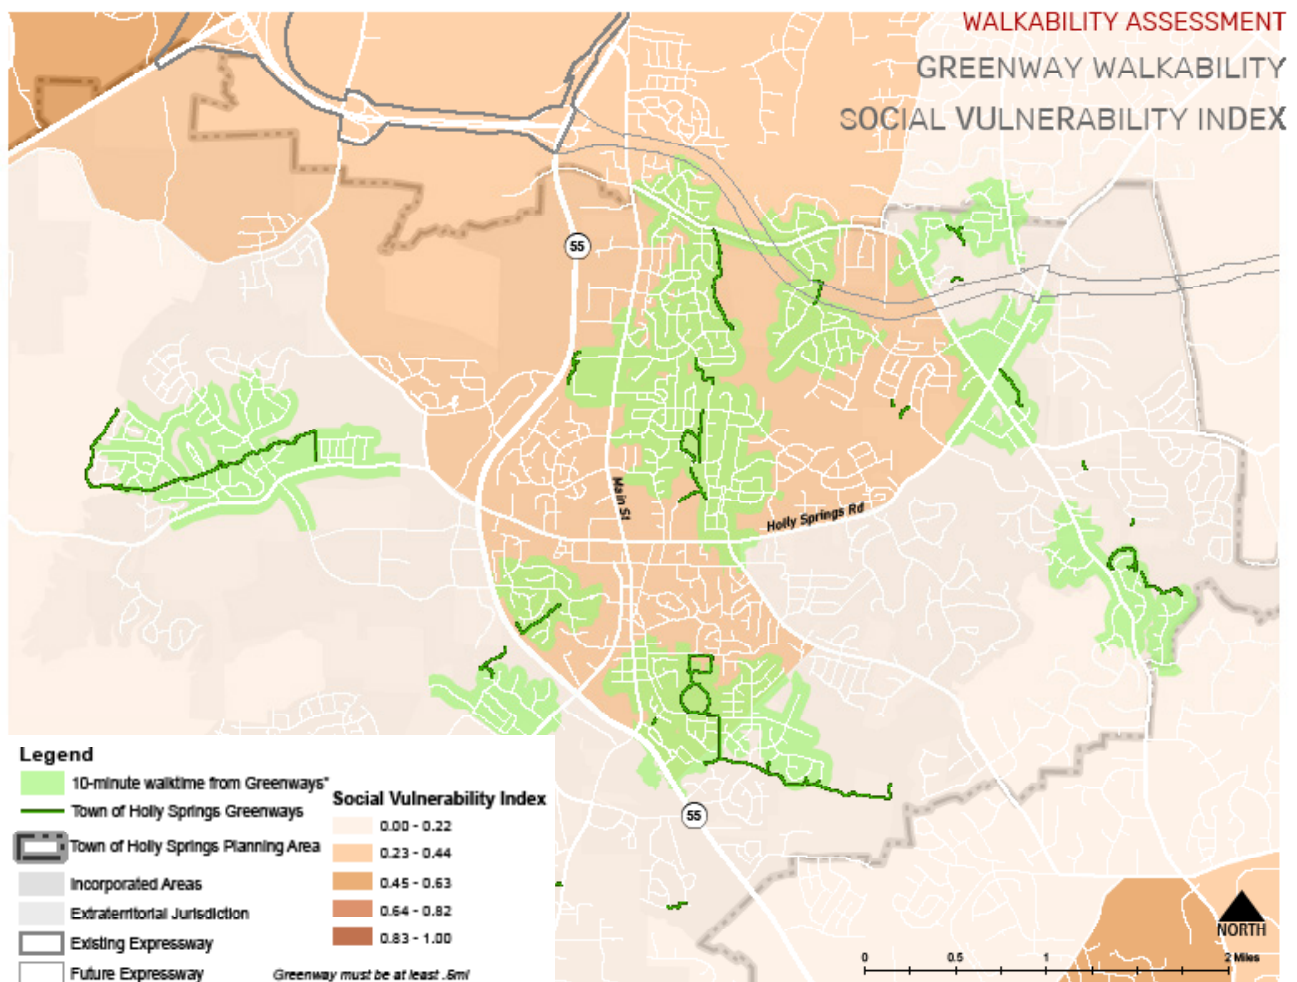 WALKABILITY ASSESSMENT
GREENWAY WALKABILITY
SOCIAL VULNERABILITY INDEX
55
Main St
Holly Springs Rd
55
Legend
10-minute walktime from Greenways*
Town of Holly Springs Greenways
Town of Holly Springs Planning Area
Incorporated Areas
Extraterritorial Jurisdiction
Existing Expressway
Future Expressway
Social Vulnerability Index
0.00 - 0.22
0.23 - 0.44
0.45 - 0.63
0.64 - 0.82
0.83 - 1.00
Greenway must be at least .5mi
NORTH
0 0.5 1 2 Miles